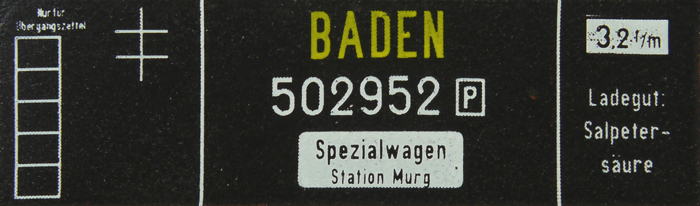 Nur für
Übergangszettel
BADEN
502952 P
Spezialwagen
Station Murg
3,2 t/m
Ladegut:
Salpeter-
säure